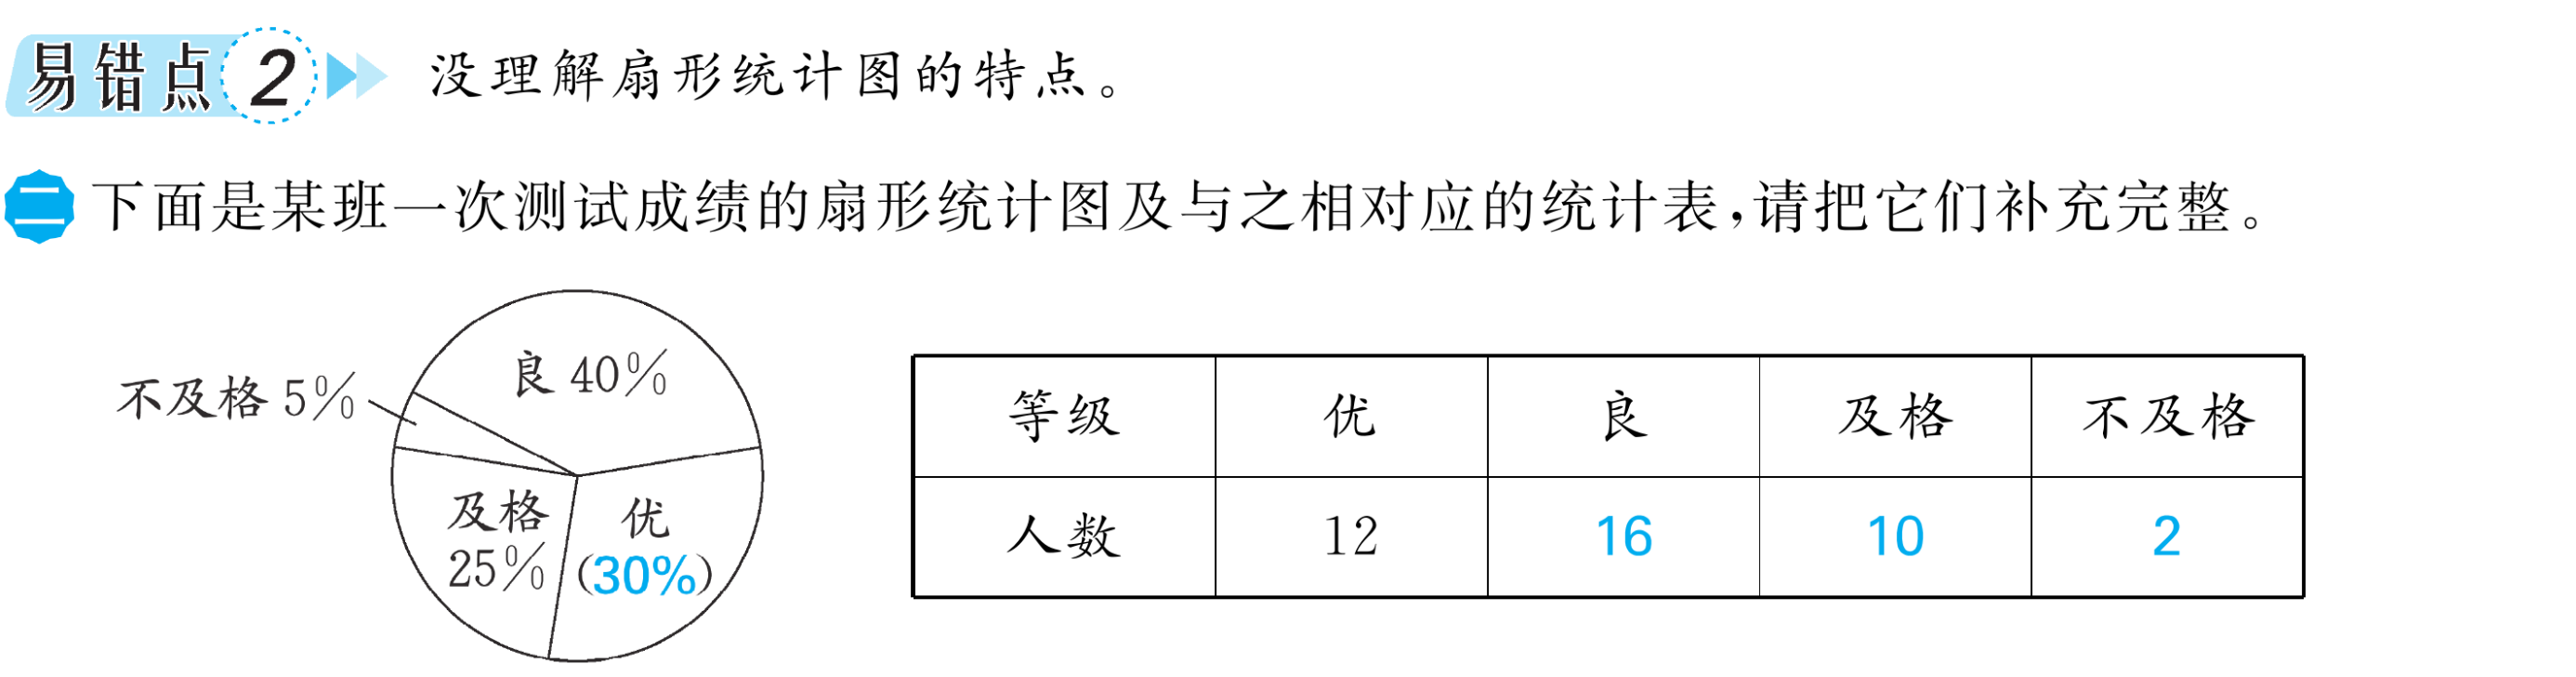 易错点2 没理解扇形统计图的特点。
二 下面是某班一次测试成绩的扇形统计图及与之相对应的统计表,请把它们补充完整。
良 40%
不及格 5%
及格
25%
优
(30%)
等级 优 良 及格 不及格
人数 12 16 10 2